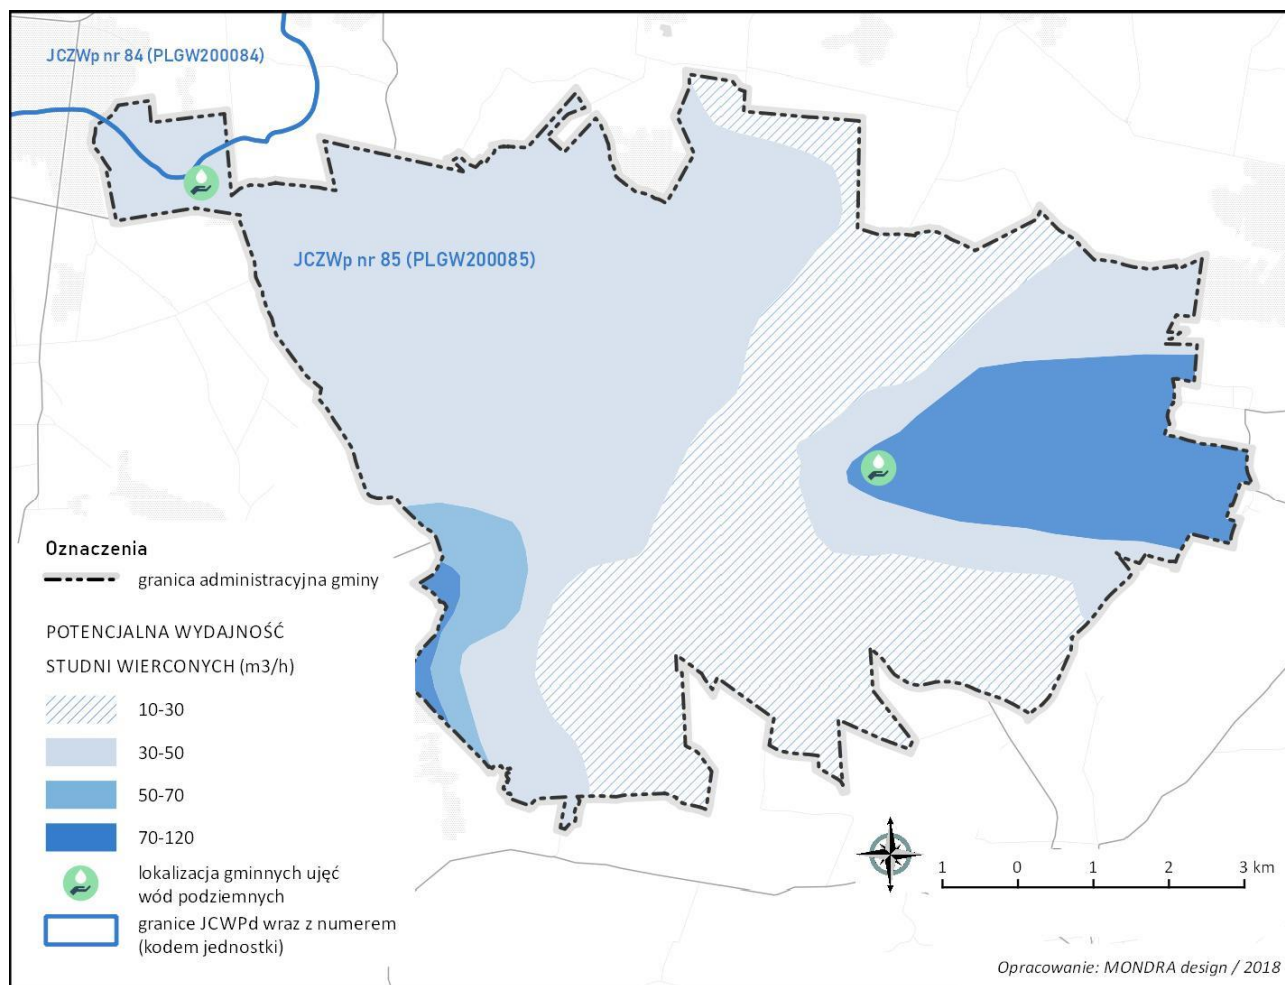 JCZWp nr 84 (PLGW200084)
JCZWp nr 85 (PLGW200085)
Oznaczenia
granica administracyjna gminy
POTENCJALNA WYDAJNOŚĆ
STUDNI WIERCONYCH (m3/h)
10-30
30-50
50-70
70-120
lokalizacja gminnych ujęć
wód podziemnych
granice JCWPd wraz z numerem
(kodem jednostki)
1 0 1 2 3 km
Opracowanie: MONDRA design / 2018